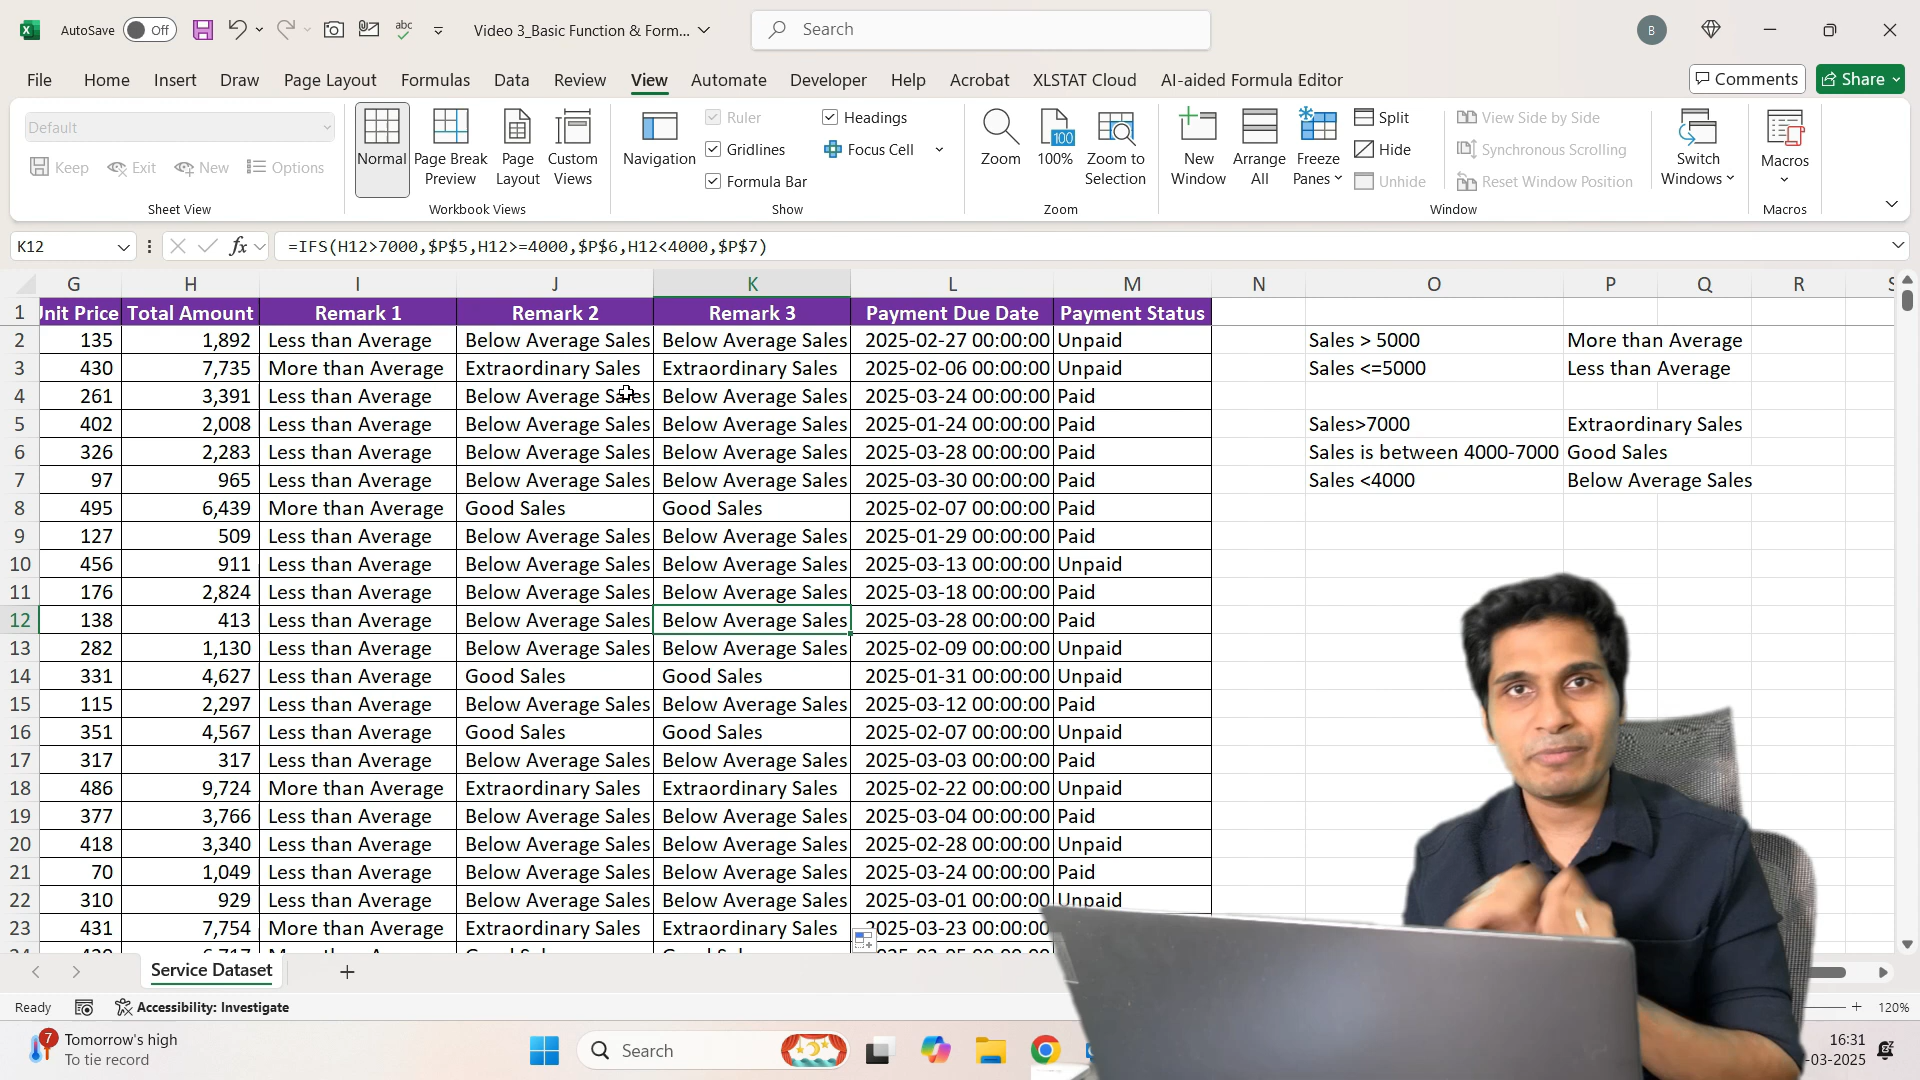 AutoSave Off Video 3_Basic Function & Form... Search B
File Home Insert Draw Page Layout Formulas Data Review View Automate Developer Help Acrobat XLSTAT Cloud AI-aided Formula Editor Comments Share
Default
Keep Exit New Options
Sheet View
Normal
Page Break Preview
Page Layout
Custom Views
Workbook Views
Navigation
Ruler
Gridlines
Formula Bar
Headings
Focus Cell
Show
Zoom
100
100%
Zoom to Selection
Zoom
New Window
Arrange All
Freeze Panes
Split
Hide
Unhide
View Side by Side
Synchronous Scrolling
Reset Window Position
Window
Switch Windows
Macros
Macros
K12 fx =IFS(H12>7000,$P$5,H12>=4000,$P$6,H12<4000,$P$7)
G H I J K L M N O P Q R
1 Unit Price Total Amount Remark 1 Remark 2 Remark 3 Payment Due Date Payment Status
2 135 1,892 Less than Average Below Average Sales Below Average Sales 2025-02-27 00:00:00 Unpaid Sales > 5000 More than Average
3 430 7,735 More than Average Extraordinary Sales Extraordinary Sales 2025-02-06 00:00:00 Unpaid Sales <=5000 Less than Average
4 261 3,391 Less than Average Below Average Sales Below Average Sales 2025-03-24 00:00:00 Paid
5 402 2,008 Less than Average Below Average Sales Below Average Sales 2025-01-24 00:00:00 Paid Sales>7000 Extraordinary Sales
6 326 2,283 Less than Average Below Average Sales Below Average Sales 2025-03-28 00:00:00 Paid Sales is between 4000-7000 Good Sales
7 97 965 Less than Average Below Average Sales Below Average Sales 2025-03-30 00:00:00 Paid Sales <4000 Below Average Sales
8 495 6,439 More than Average Good Sales Good Sales 2025-02-07 00:00:00 Paid
9 127 509 Less than Average Below Average Sales Below Average Sales 2025-01-29 00:00:00 Paid
10 456 911 Less than Average Below Average Sales Below Average Sales 2025-03-13 00:00:00 Unpaid
11 176 2,824 Less than Average Below Average Sales Below Average Sales 2025-03-18 00:00:00 Paid
12 138 413 Less than Average Below Average Sales Below Average Sales 2025-03-28 00:00:00 Paid
13 282 1,130 Less than Average Below Average Sales Below Average Sales 2025-02-09 00:00:00 Unpaid
14 331 4,627 Less than Average Good Sales Good Sales 2025-01-31 00:00:00 Unpaid
15 115 2,297 Less than Average Below Average Sales Below Average Sales 2025-03-12 00:00:00 Paid
16 351 4,567 Less than Average Good Sales Good Sales 2025-02-07 00:00:00 Unpaid
17 317 317 Less than Average Below Average Sales Below Average Sales 2025-02-03 00:00:00 Paid
18 486 9,724 More than Average Extraordinary Sales Extraordinary Sales 2025-02-22 00:00:00 Unpaid
19 377 3,766 Less than Average Below Average Sales Below Average Sales 2025-03-04 00:00:00 Paid
20 418 3,340 Less than Average Below Average Sales Below Average Sales 2025-02-28 00:00:00 Unpaid
21 70 1,049 Less than Average Below Average Sales Below Average Sales 2025-03-24 00:00:00 Paid
22 310 929 Less than Average Below Average Sales Below Average Sales 2025-03-01 00:00:00 Unpaid
23 431 7,754 More than Average Extraordinary Sales Extraordinary Sales 2025-03-23 00:00:00
Service Dataset
Ready Accessibility: Investigate 120%
7 Tomorrow's high
To tie record
Search
16:31
-03-2025